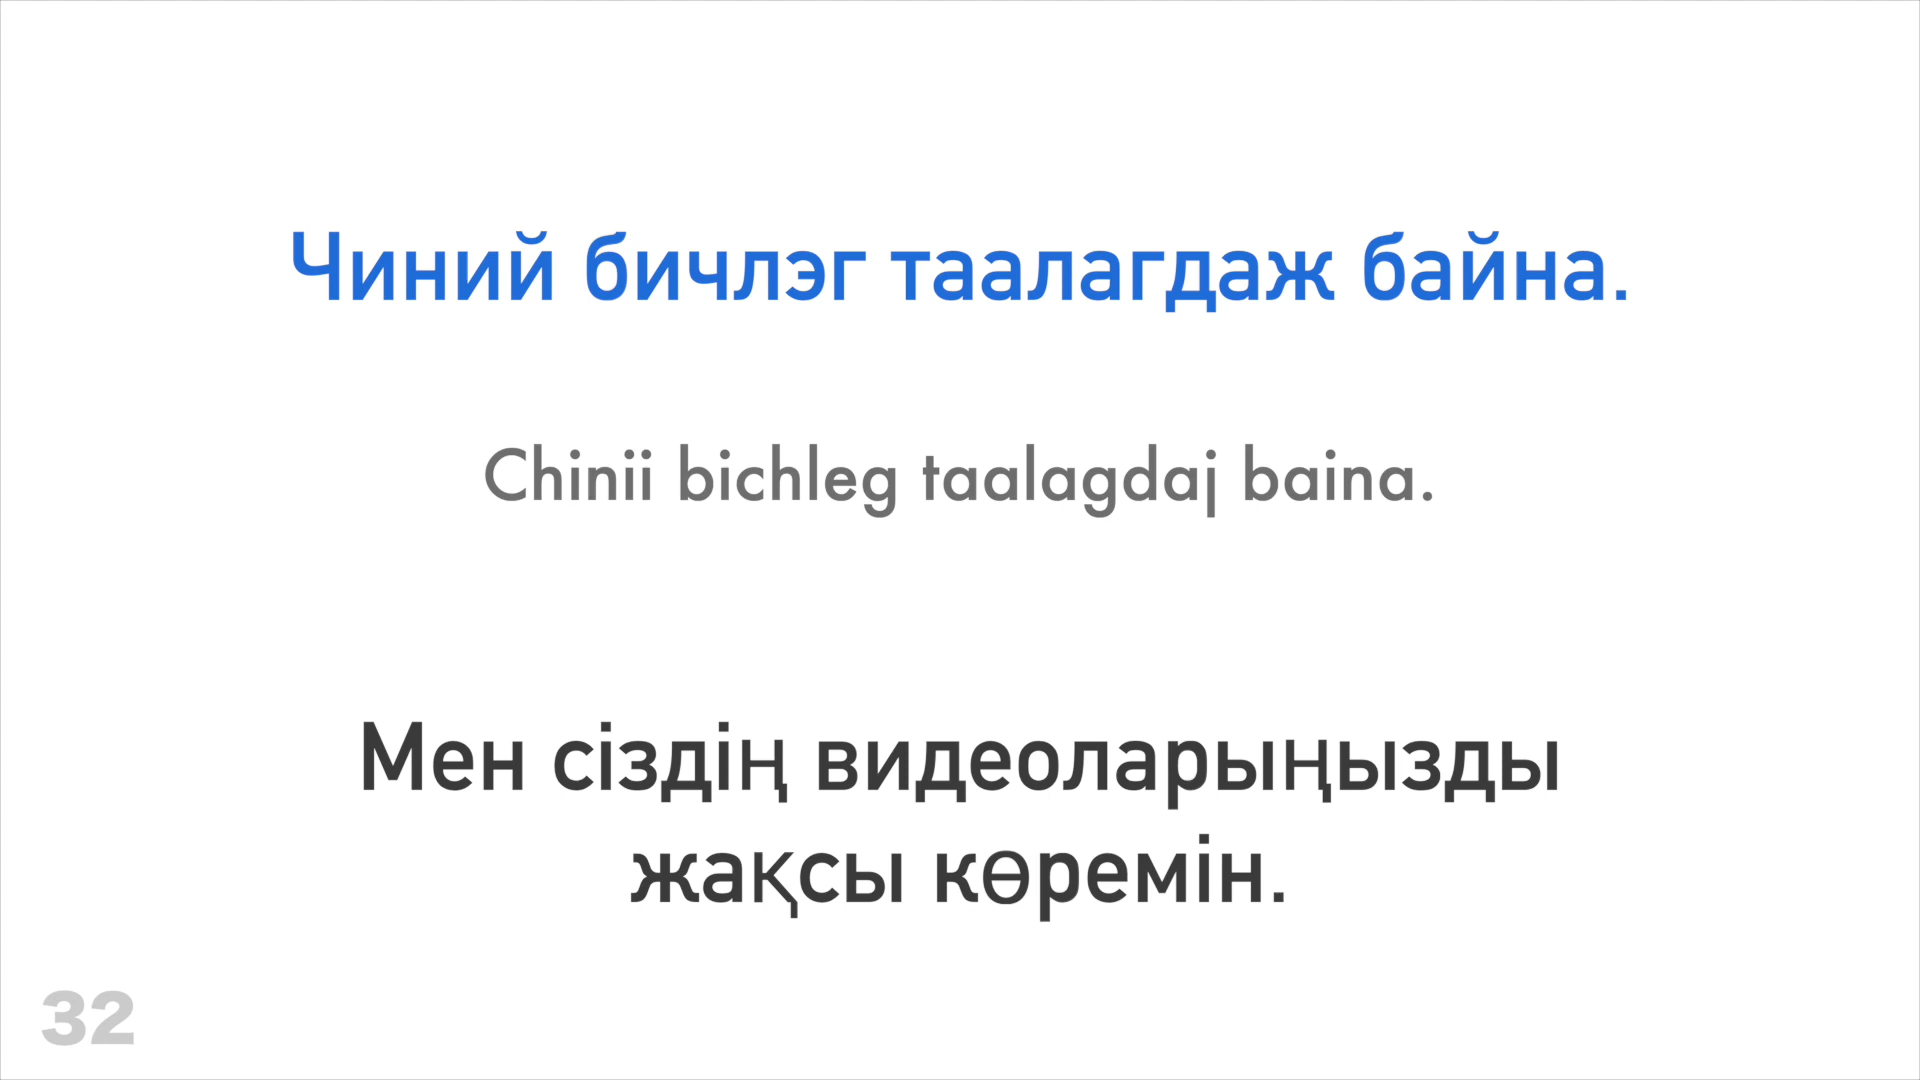 Чиний бичлэг таалагдаж байна.
Chinii bichleg taalagdaj baina.
Мен сіздің видеоларыңызды
жақсы көремін.
32